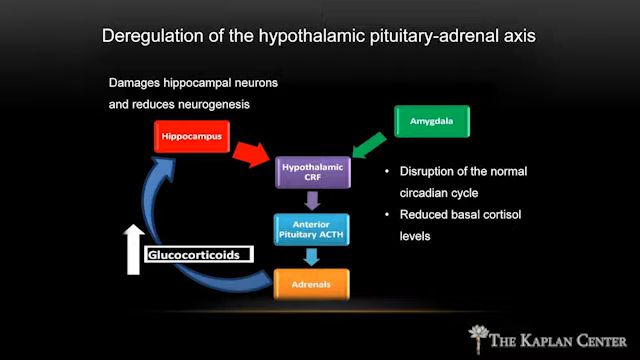 Deregulation of the hypothalamic pituitary-adrenal axis
Damages hippocampal neurons
and reduces neurogenesis
Hippocampus
Amygdala
Hypothalamic
CRF
• Disruption of the normal
circadian cycle
• Reduced basal cortisol
levels
Anterior
Pituitary ACTH
Glucocorticoids
Adrenals
THE KAPLAN CENTER